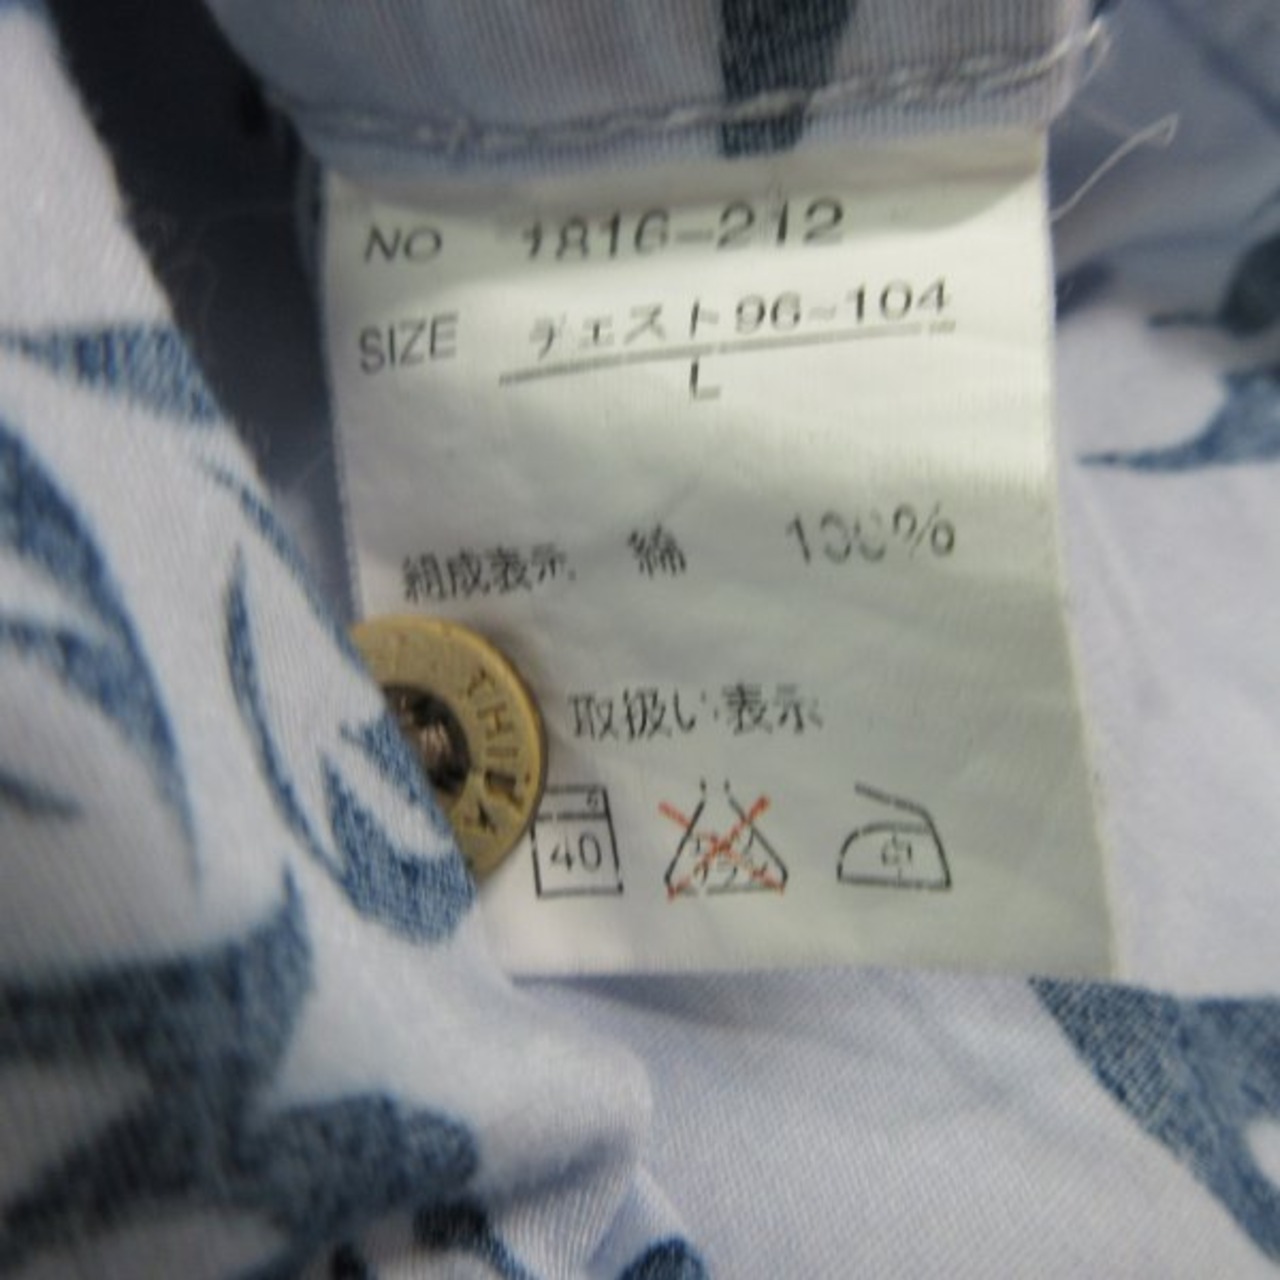 NO 1816-212
SIZE チェスト96~104
L
組成表示 綿 100%
取扱い表示
40